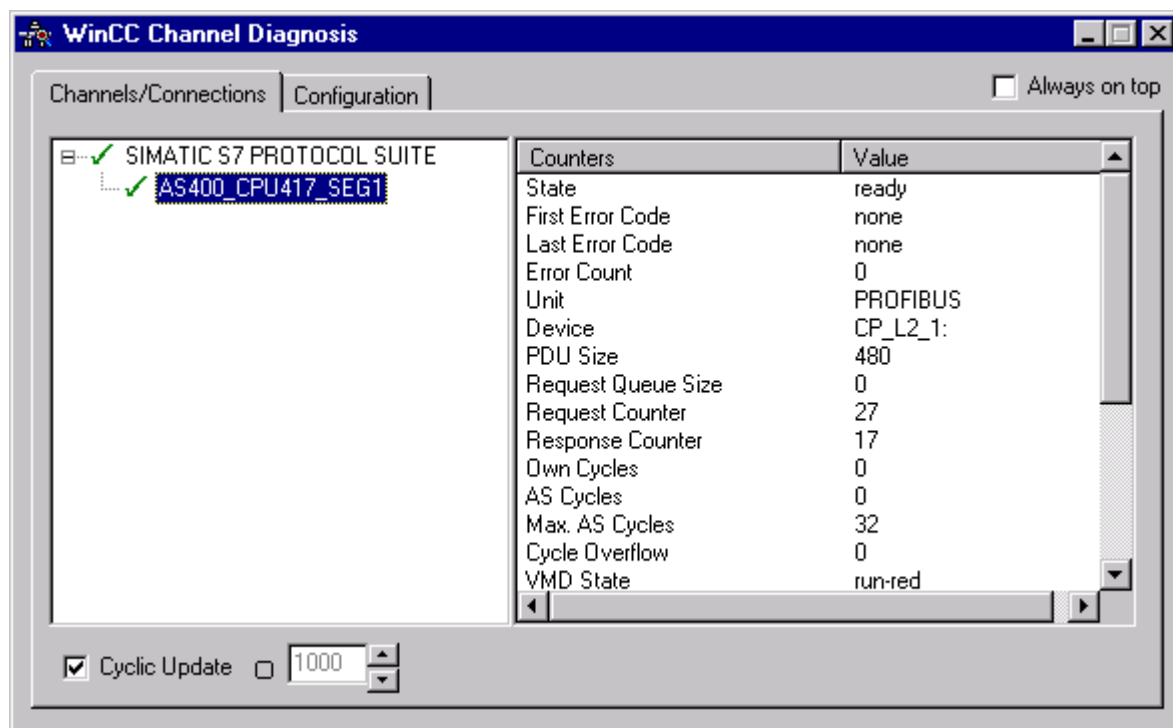 WinCC Channel Diagnosis
Channels/Connections Configuration Always on top
SIMATIC S7 PROTOCOL SUITE
AS400_CPU417_SEG1
Counters Value
State ready
First Error Code none
Last Error Code none
Error Count 0
Unit PROFIBUS
Device CP_L2_1:
PDU Size 480
Request Queue Size 0
Request Counter 27
Response Counter 17
Own Cycles 0
AS Cycles 0
Max. AS Cycles 32
Cycle Overflow 0
VMD State run-red
Cyclic Update 1000